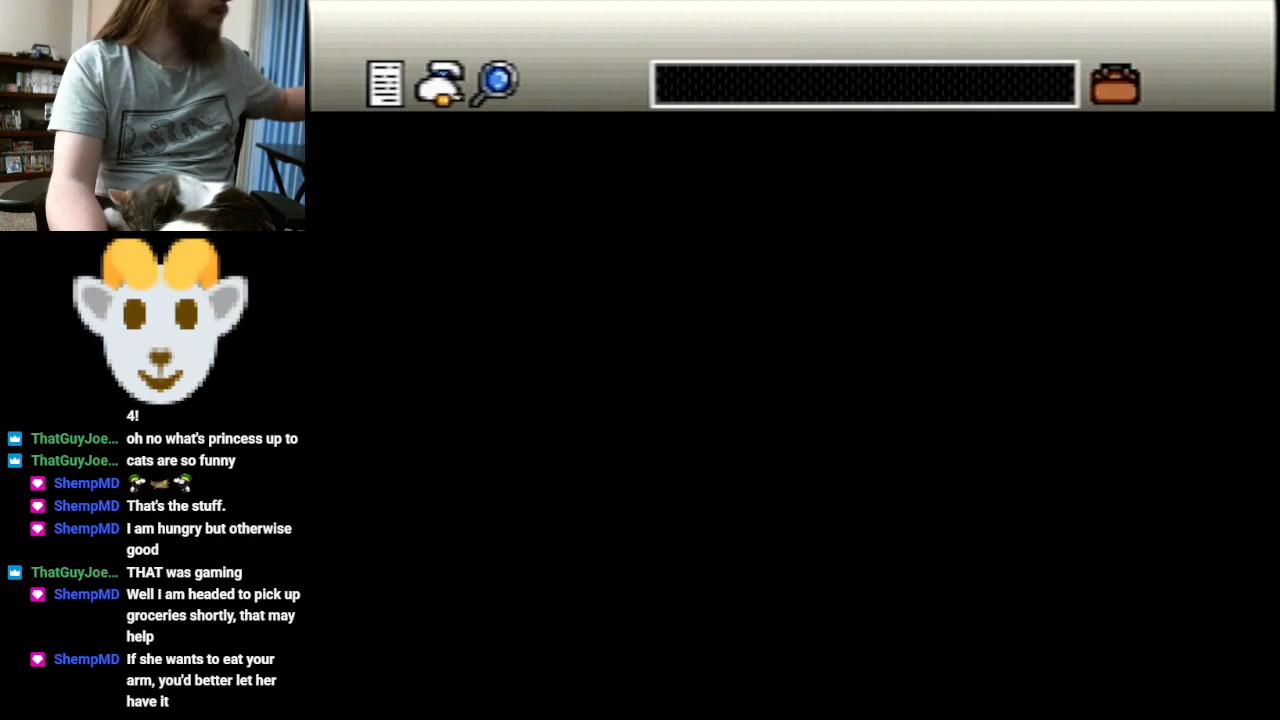 4!
ThatGuyJoe... oh no what's princess up to
ThatGuyJoe... cats are so funny
ShempMD
ShempMD That's the stuff.
ShempMD I am hungry but otherwise
good
ThatGuyJoe... THAT was gaming
ShempMD Well I am headed to pick up
groceries shortly, that may
help
ShempMD If she wants to eat your
arm, you'd better let her
have it